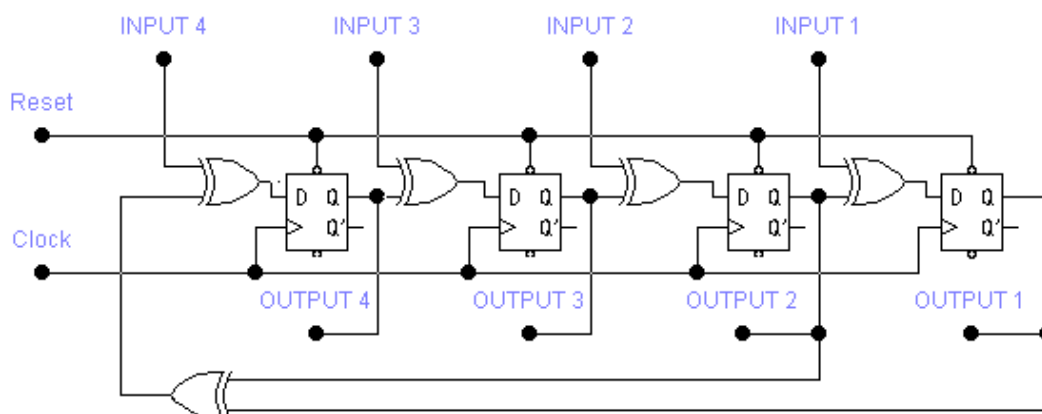 INPUT 4 INPUT 3 INPUT 2 INPUT 1
Reset
D Q D Q D Q D Q
Q' Q' Q' Q'
Clock
OUTPUT 4 OUTPUT 3 OUTPUT 2 OUTPUT 1